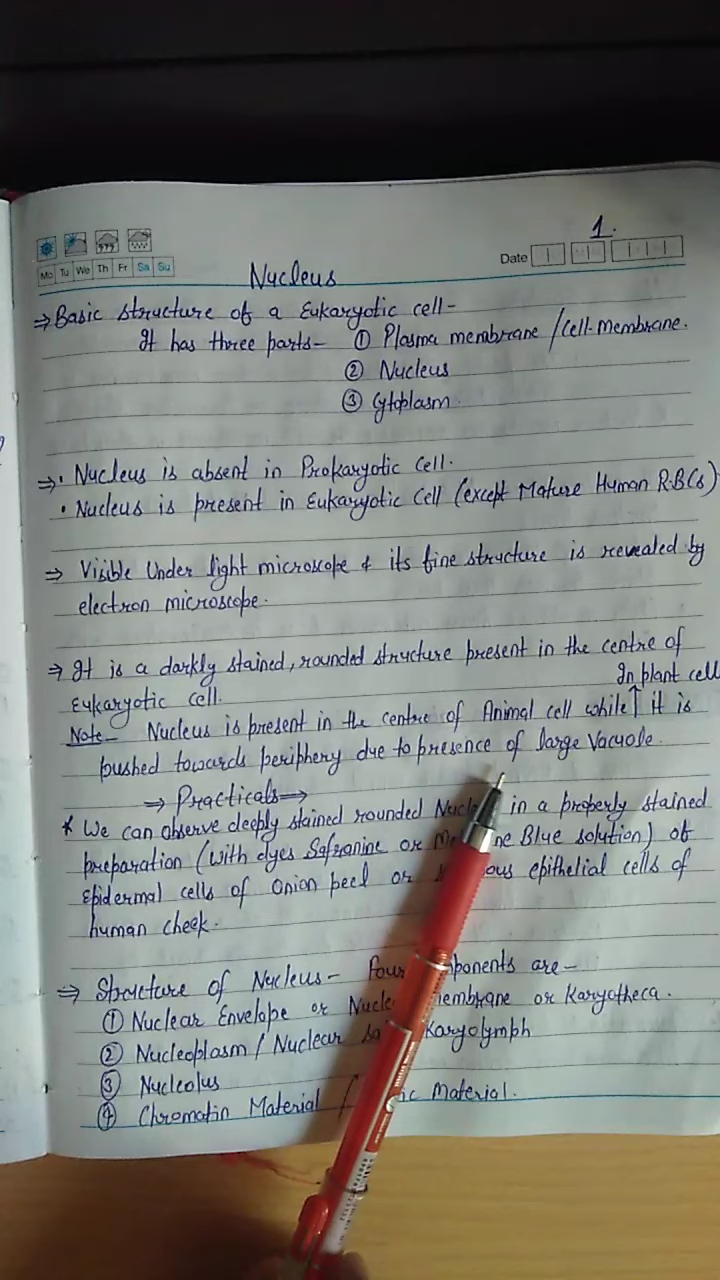 1.
Mo Tu We Th Fr Sa Su
Date
Nucleus
⇒ Basic structure of a Eukaryotic cell-
It has three parts- ① Plasma membrane / Cell-membrane.
② Nucleus
③ Cytoplasm.
⇒ • Nucleus is absent in Prokaryotic Cell.
• Nucleus is present in Eukaryotic Cell (except Mature Human R.B.Cs)
⇒ Visible Under light microscope & its fine structure is revealed by
electron microscope.
⇒ It is a darkly stained, rounded structure present in the centre of
Eukaryotic cell.
In plant cell
Note- Nucleus is present in the centre of Animal cell while ↑ it is
pushed towards periphery due to presence of large Vacuole.
⇒ Practicals ⇒
* We can observe deeply stained rounded in a properly stained
preparation (with dyes Safranine or Blue solution) of
Epidermal cells of Onion peel or epithelial cells of
human cheek.
⇒ Structure of Nucleus- are-
① Nuclear Envelope or or Karyotheca.
② Nucleoplasm / Nuclear Karyolymph
③ Nucleolus
④ Chromatin Material / Material.